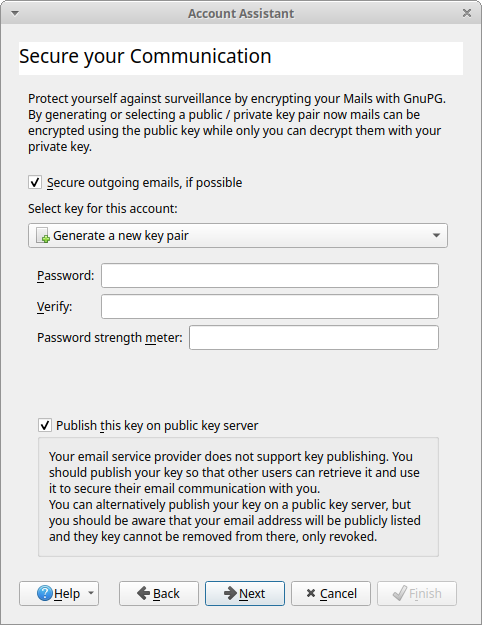 Account Assistant
Secure your Communication
Protect yourself against surveillance by encrypting your Mails with GnuPG.
By generating or selecting a public / private key pair now mails can be
encrypted using the public key while only you can decrypt them with your
private key.
Secure outgoing emails, if possible
Select key for this account:
Generate a new key pair
Password:
Verify:
Password strength meter:
Publish this key on public key server
Your email service provider does not support key publishing. You
should publish your key so that other users can retrieve it and use
it to secure their email communication with you.
You can alternatively publish your key on a public key server, but
you should be aware that your email address will be publicly listed
and they key cannot be removed from there, only revoked.
Help Back Next Cancel Finish